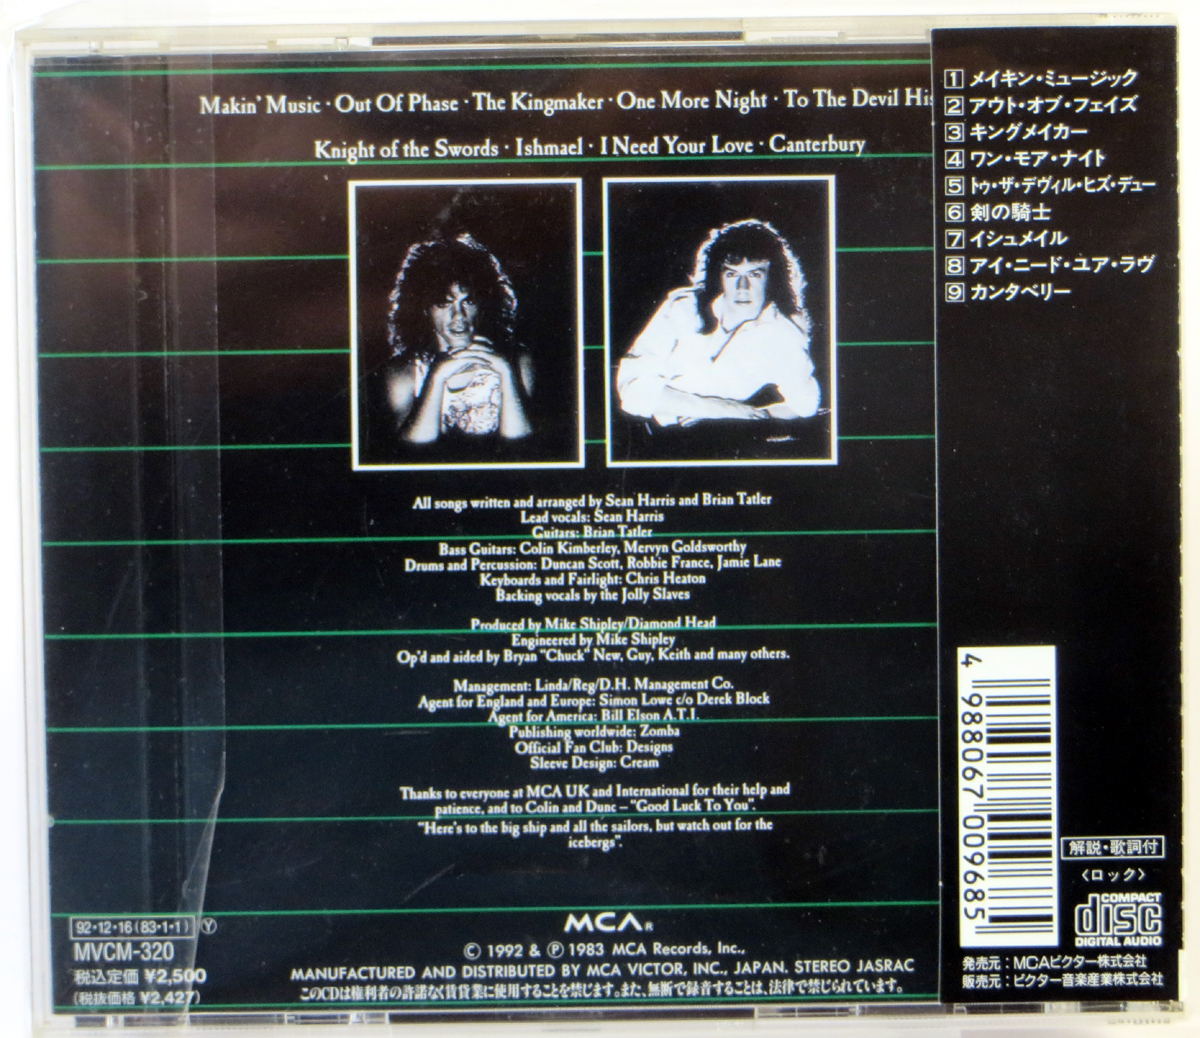 Makin' Music · Out Of Phase · The Kingmaker · One More Night · To The Devil His
Knight of the Swords · Ishmael · I Need Your Love · Canterbury
All songs written and arranged by Sean Harris and Brian Tatler
Lead vocals: Sean Harris
Guitars: Brian Tatler
Bass Guitars: Colin Kimberley, Mervyn Goldsworthy
Drums and Percussion: Duncan Scott, Robbie France, Jamie Lane
Keyboards and Fairlight: Chris Heaton
Backing vocals by the Jolly Slaves
Produced by Mike Shipley/Diamond Head
Engineered by Mike Shipley
Op'd and aided by Bryan "Chuck" New, Guy, Keith and many others.
Management: Linda/Reg/D.H. Management Co.
Agent for England and Europe: Simon Lowe c/o Derek Block
Agent for America: Bill Elson A.T.I.
Publishing worldwide: Zomba
Official Fan Club: Designs
Sleeve Design: Cream
Thanks to everyone at MCA UK and International for their help and
patience, and to Colin and Dunc – "Good Luck To You".
"Here's to the big ship and all the sailors, but watch out for the
icebergs".
92·12·16(83·1·1) Ⓨ
MVCM-320
税込定価 ¥2,500
(税抜価格 ¥2,427)
MCA®
© 1992 & ℗ 1983 MCA Records, Inc.,
MANUFACTURED AND DISTRIBUTED BY MCA VICTOR, INC., JAPAN. STEREO JASRAC
このCDは権利者の許諾なく賃貸業に使用することを禁じます。また、無断で録音することは、法律で禁じられています。
1 メイキン・ミュージック
2 アウト・オブ・フェイズ
3 キングメイカー
4 ワン・モア・ナイト
5 トゥ・ザ・デヴィル・ヒズ・デュー
6 剣の騎士
7 イシュメイル
8 アイ・ニード・ユア・ラヴ
9 カンタベリー
4 988067 009685
解説・歌詞付
〈ロック〉
COMPACT
disc
DIGITAL AUDIO
発売元：MCAビクター株式会社
販売元：ビクター音楽産業株式会社